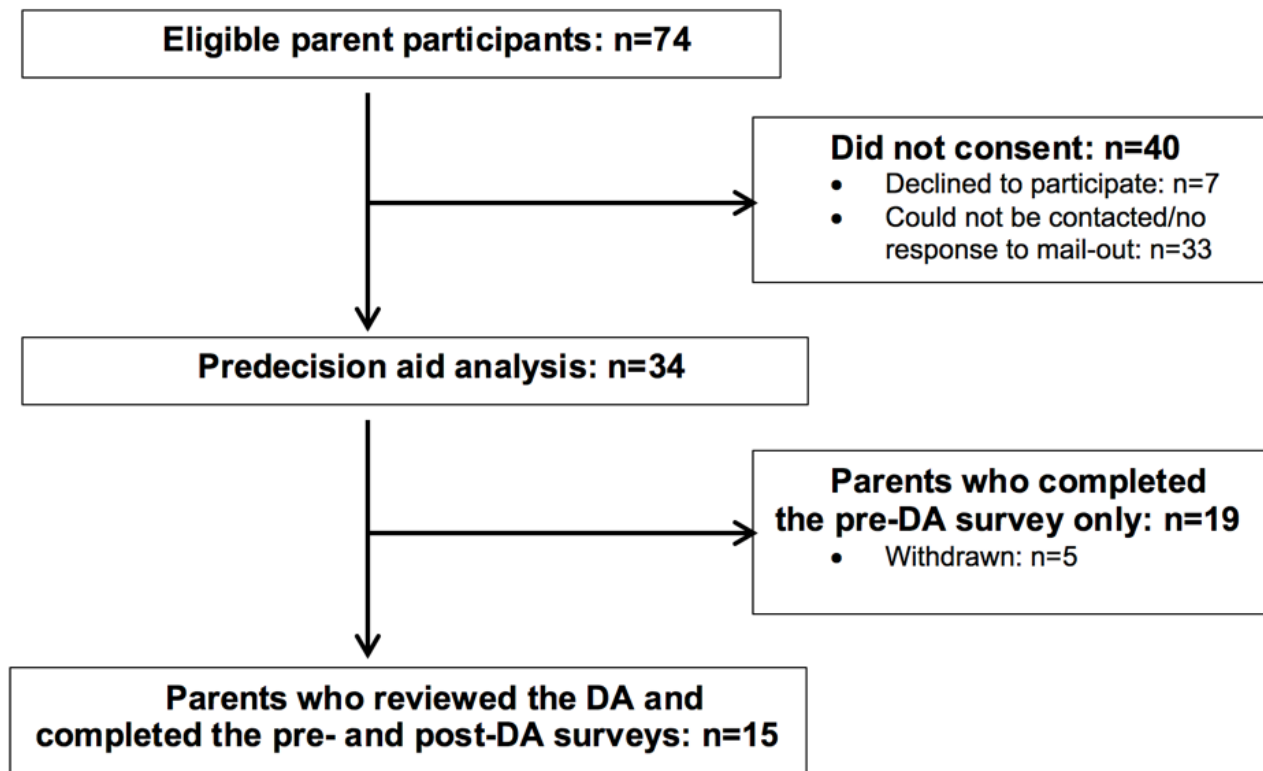 Eligible parent participants: n=74
Did not consent: n=40
• Declined to participate: n=7
• Could not be contacted/no
response to mail-out: n=33
Predecision aid analysis: n=34
Parents who completed
the pre-DA survey only: n=19
• Withdrawn: n=5
Parents who reviewed the DA and
completed the pre- and post-DA surveys: n=15